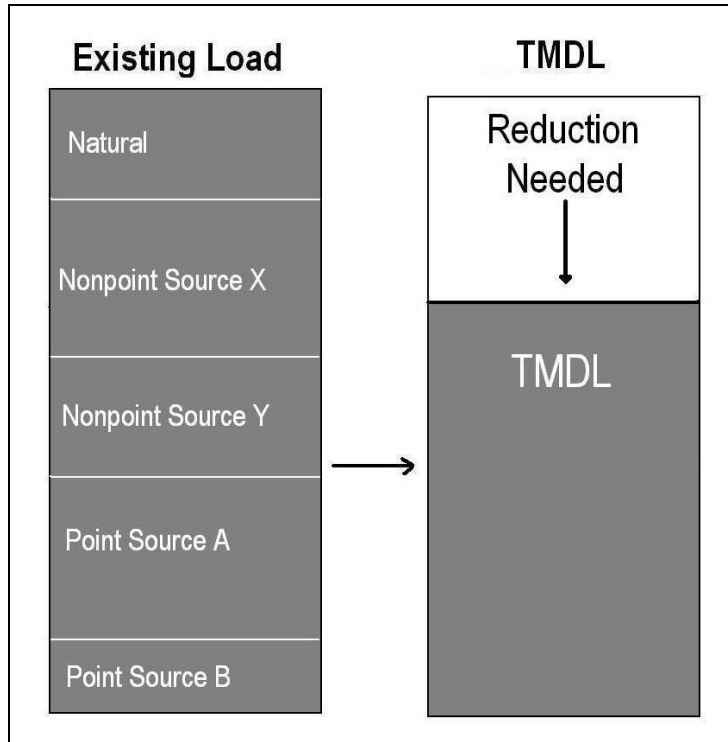 Existing Load
Natural
Nonpoint Source X
Nonpoint Source Y
Point Source A
Point Source B
TMDL
Reduction
Needed
TMDL